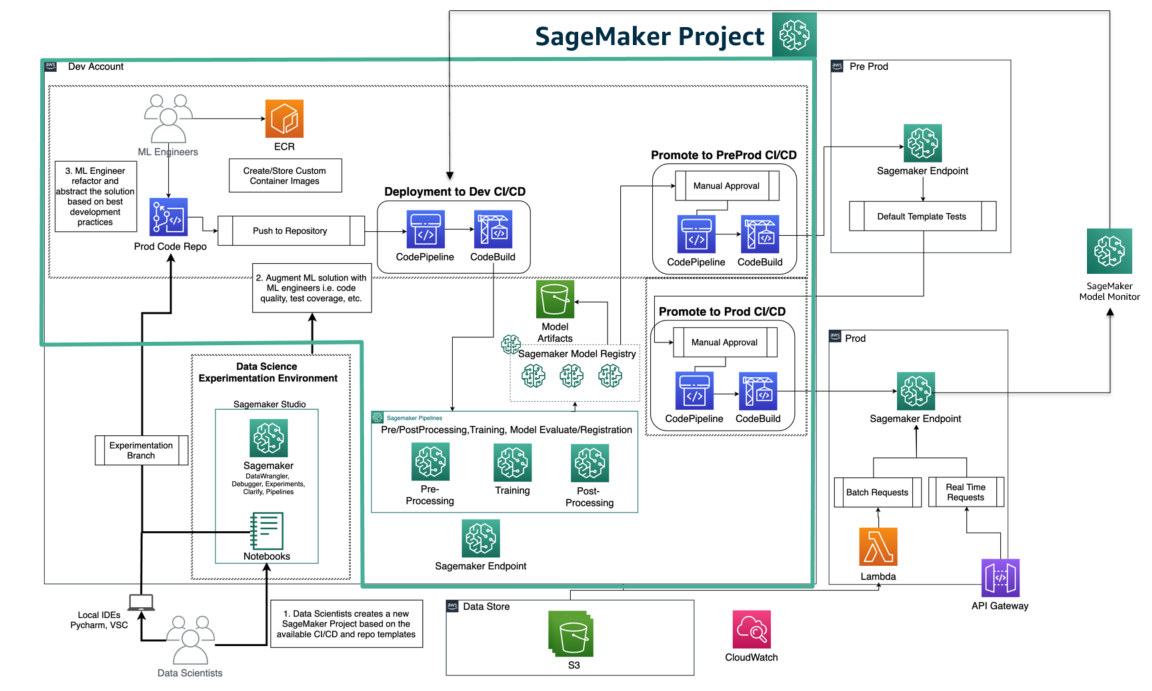 SageMaker Project
aws
Dev Account
aws
Pre Prod
ML Engineers
ECR
Create/Store Custom
Container Images
3. ML Engineer
refactor and
abstract the solution
based on best
development
practices
Prod Code Repo
Push to Repository
Deployment to Dev CI/CD
CodePipeline
CodeBuild
Promote to PreProd CI/CD
Manual Approval
CodePipeline
CodeBuild
Sagemaker Endpoint
Default Template Tests
SageMaker
Model Monitor
2. Augment ML solution with
ML engineers i.e. code
quality, test coverage, etc.
Model
Artifacts
Sagemaker Model Registry
Promote to Prod CI/CD
Manual Approval
CodePipeline
CodeBuild
aws
Prod
Sagemaker Endpoint
Batch Requests
Real Time
Requests
Lambda
API Gateway
Data Science
Experimentation Environment
Sagemaker Studio
Sagemaker
DataWrangler,
Debugger, Experiments,
Clarify, Pipelines
Notebooks
Experimentation
Branch
Sagemaker Pipelines
Pre/PostProcessing,Training, Model Evaluate/Registration
Pre-
Processing
Training
Post-
Processing
Sagemaker Endpoint
Local IDEs
Pycharm, VSC
Data Scientists
1. Data Scientists creates a new
SageMaker Project based on the
available CI/CD and repo templates
aws
Data Store
S3
CloudWatch